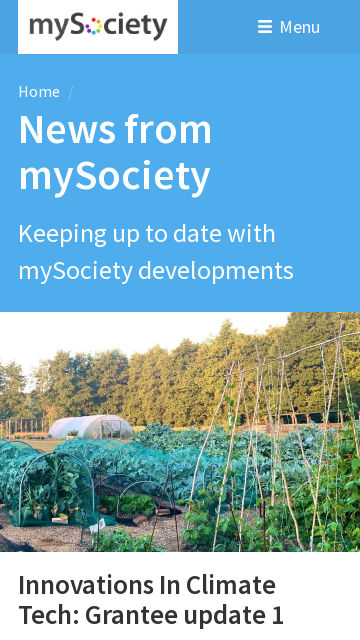 mySociety
Menu
Home /
News from
mySociety
Keeping up to date with
mySociety developments
Innovations In Climate
Tech: Grantee update 1